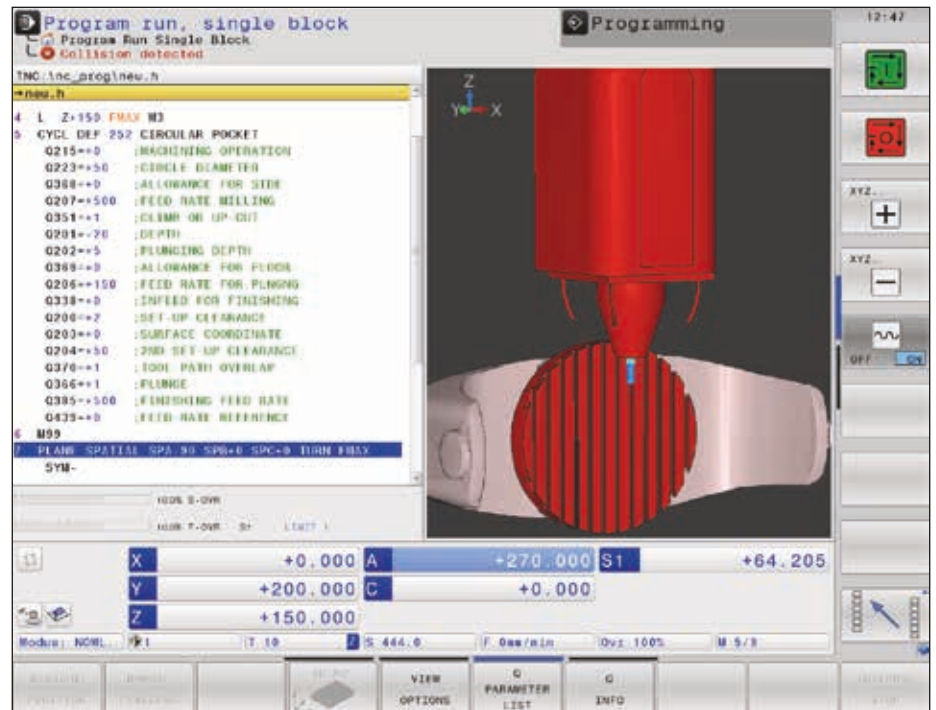 Program run, single block
Program Run Single Block
Collision detected
Programming
12:47
TNC:\nc_prog\neu.h
→neu.h
4 L Z+150 FMAX M3
5 CYCL DEF 252 CIRCULAR POCKET
Q215=+0 ;MACHINING OPERATION
Q223=+50 ;CIRCLE DIAMETER
Q368=+0 ;ALLOWANCE FOR SIDE
Q207=+500 ;FEED RATE MILLING
Q351=+1 ;CLIMB OR UP-CUT
Q201=-20 ;DEPTH
Q202=+5 ;PLUNGING DEPTH
Q369=+0 ;ALLOWANCE FOR FLOOR
Q206=+150 ;FEED RATE FOR PLNGNG
Q338=+0 ;INFEED FOR FINISHING
Q200=+2 ;SET-UP CLEARANCE
Q203=+0 ;SURFACE COORDINATE
Q204=+50 ;2ND SET-UP CLEARANCE
Q370=+1 ;TOOL PATH OVERLAP
Q366=+1 ;PLUNGE
Q385=+500 ;FINISHING FEED RATE
Q439=+0 ;FEED RATE REFERENCE
6 M99
7 PLANE SPATIAL SPA-90 SPB+0 SPC+0 TURN FMAX
SYM-
Z
Y X
XYZ..
+
XYZ..
−
OFF ON
100% S-OVR
100% F-OVR S1 LIMIT 1
X +0.000 A +270.000 S1 +64.205
Y +200.000 C +0.000
Z +150.000
Modus: NOML. 1 T 10 Z S 444.0 F 0mm/min Ovr 100% M 5/9
VIEW OPTIONS
Q PARAMETER LIST
G INFO